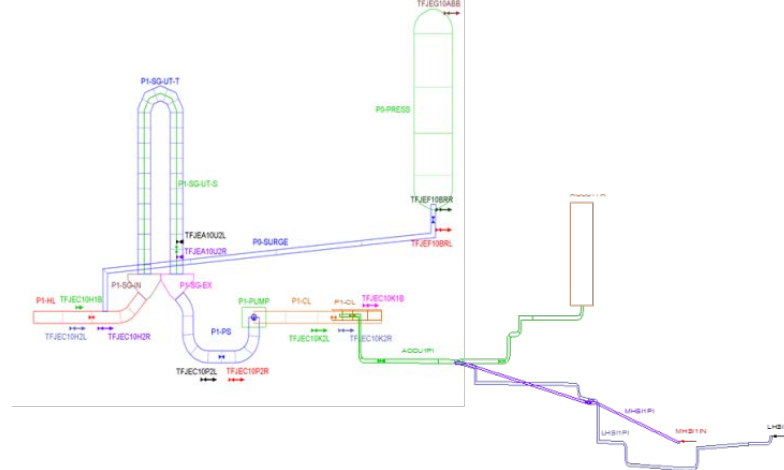 TFJEG10ABB
P1-SG-UT-T
P0-PRESS
P1-SG-UT-S
TFJEF10BRR
TFJEA10U2L
P0-SURGE
TFJEF10BRL
TFJEA10U2R
P1-SG-IN
P1-SG-EX
P1-HL
TFJEC10H1B
P1-PUMP
P1-CL
P1-CL
TFJEC10K1B
TFJEC10H2L
TFJEC10H2R
P1-PS
TFJEC10K2L
TFJEC10K2R
ACCU1PI
TFJEC10P2L
TFJEC10P2R
MHSI1PI
LHSI1PI
MHSI1IN
LHSI